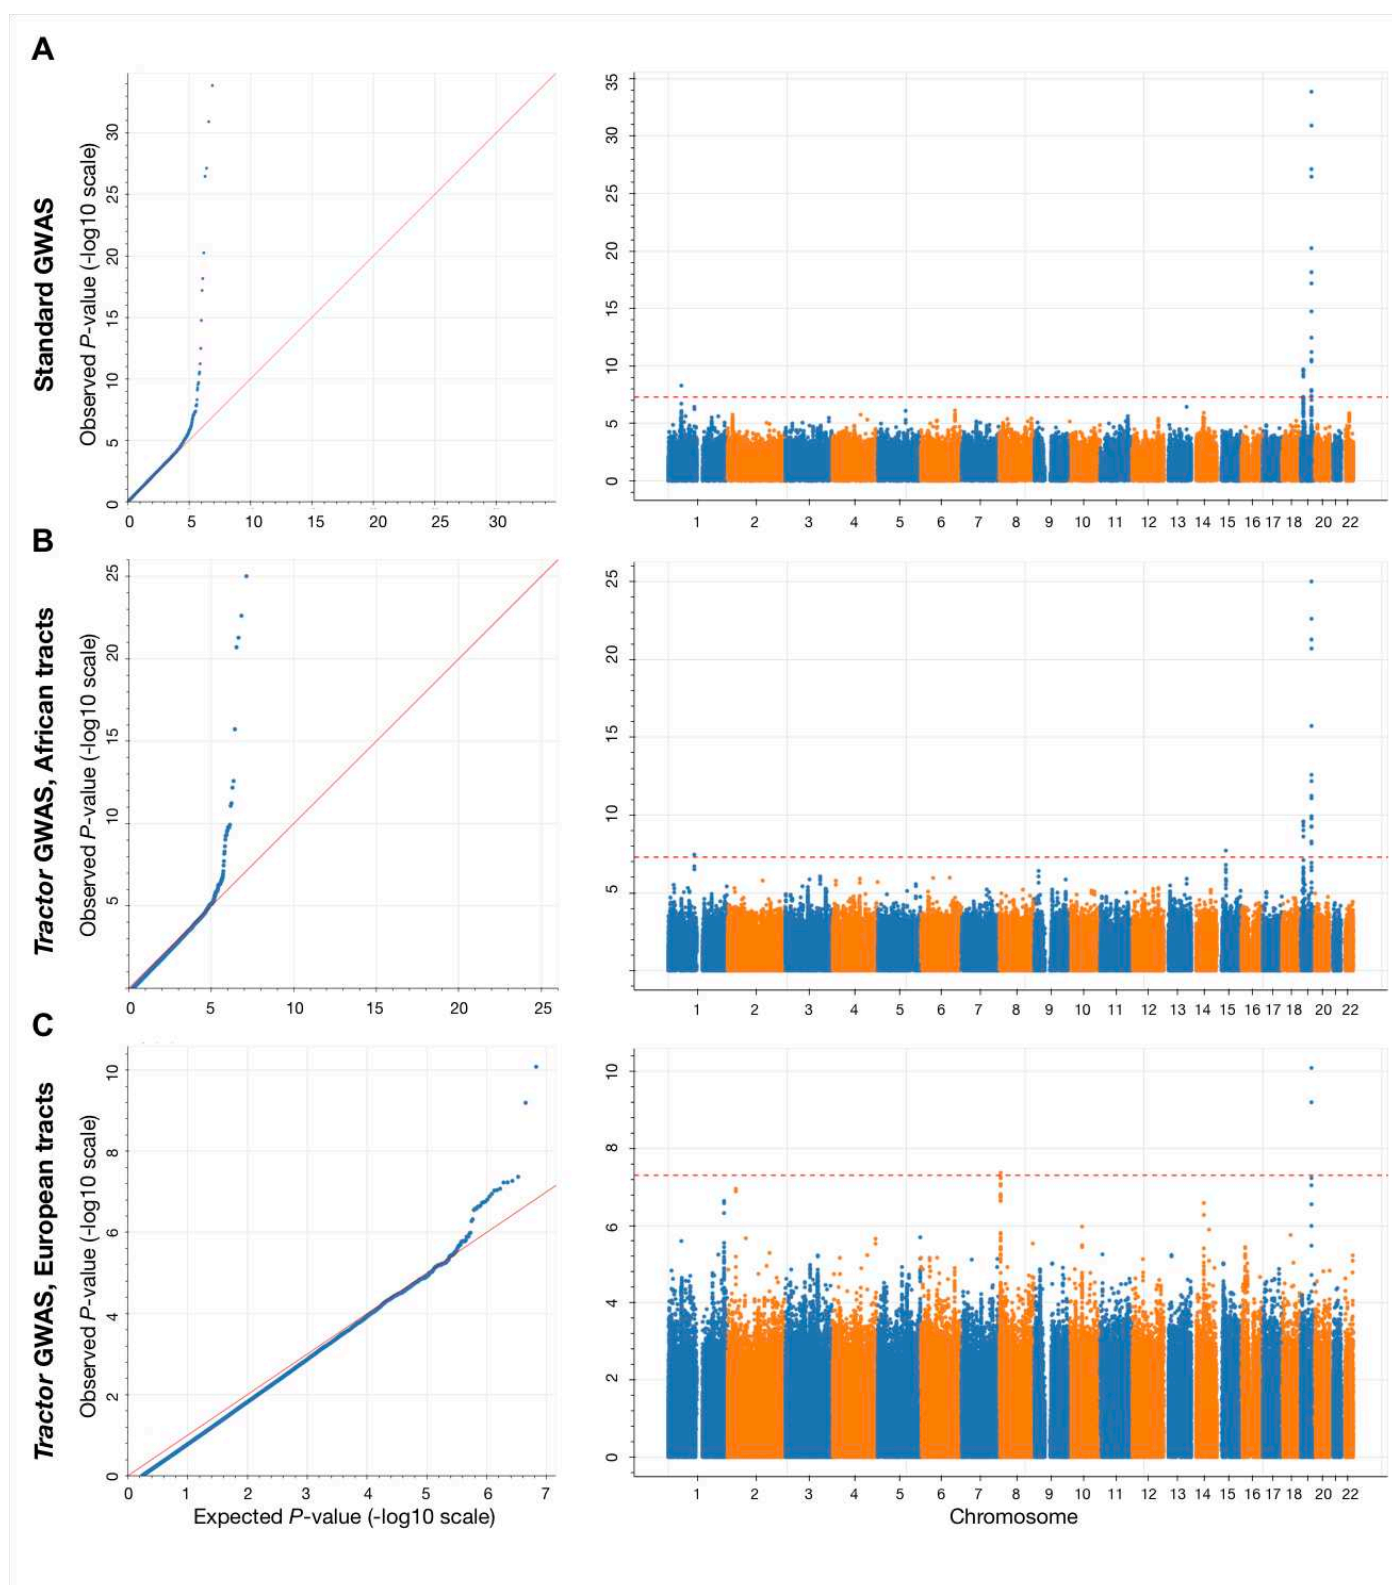 A
Standard GWAS
Observed P-value (-log10 scale)
0 5 10 15 20 25 30
0 5 10 15 20 25 30
0 5 10 15 20 25 30 35
1 2 3 4 5 6 7 8 9 10 11 12 13 14 15 16 17 18 20 22
B
Tractor GWAS, African tracts
Observed P-value (-log10 scale)
5 10 15 20 25
0 5 10 15 20 25
5 10 15 20 25
1 2 3 4 5 6 7 8 9 10 11 12 13 14 15 16 17 18 20 22
C
Tractor GWAS, European tracts
Observed P-value (-log10 scale)
0 2 4 6 8 10
0 1 2 3 4 5 6 7
Expected P-value (-log10 scale)
0 2 4 6 8 10
1 2 3 4 5 6 7 8 9 10 11 12 13 14 15 16 17 18 20 22
Chromosome